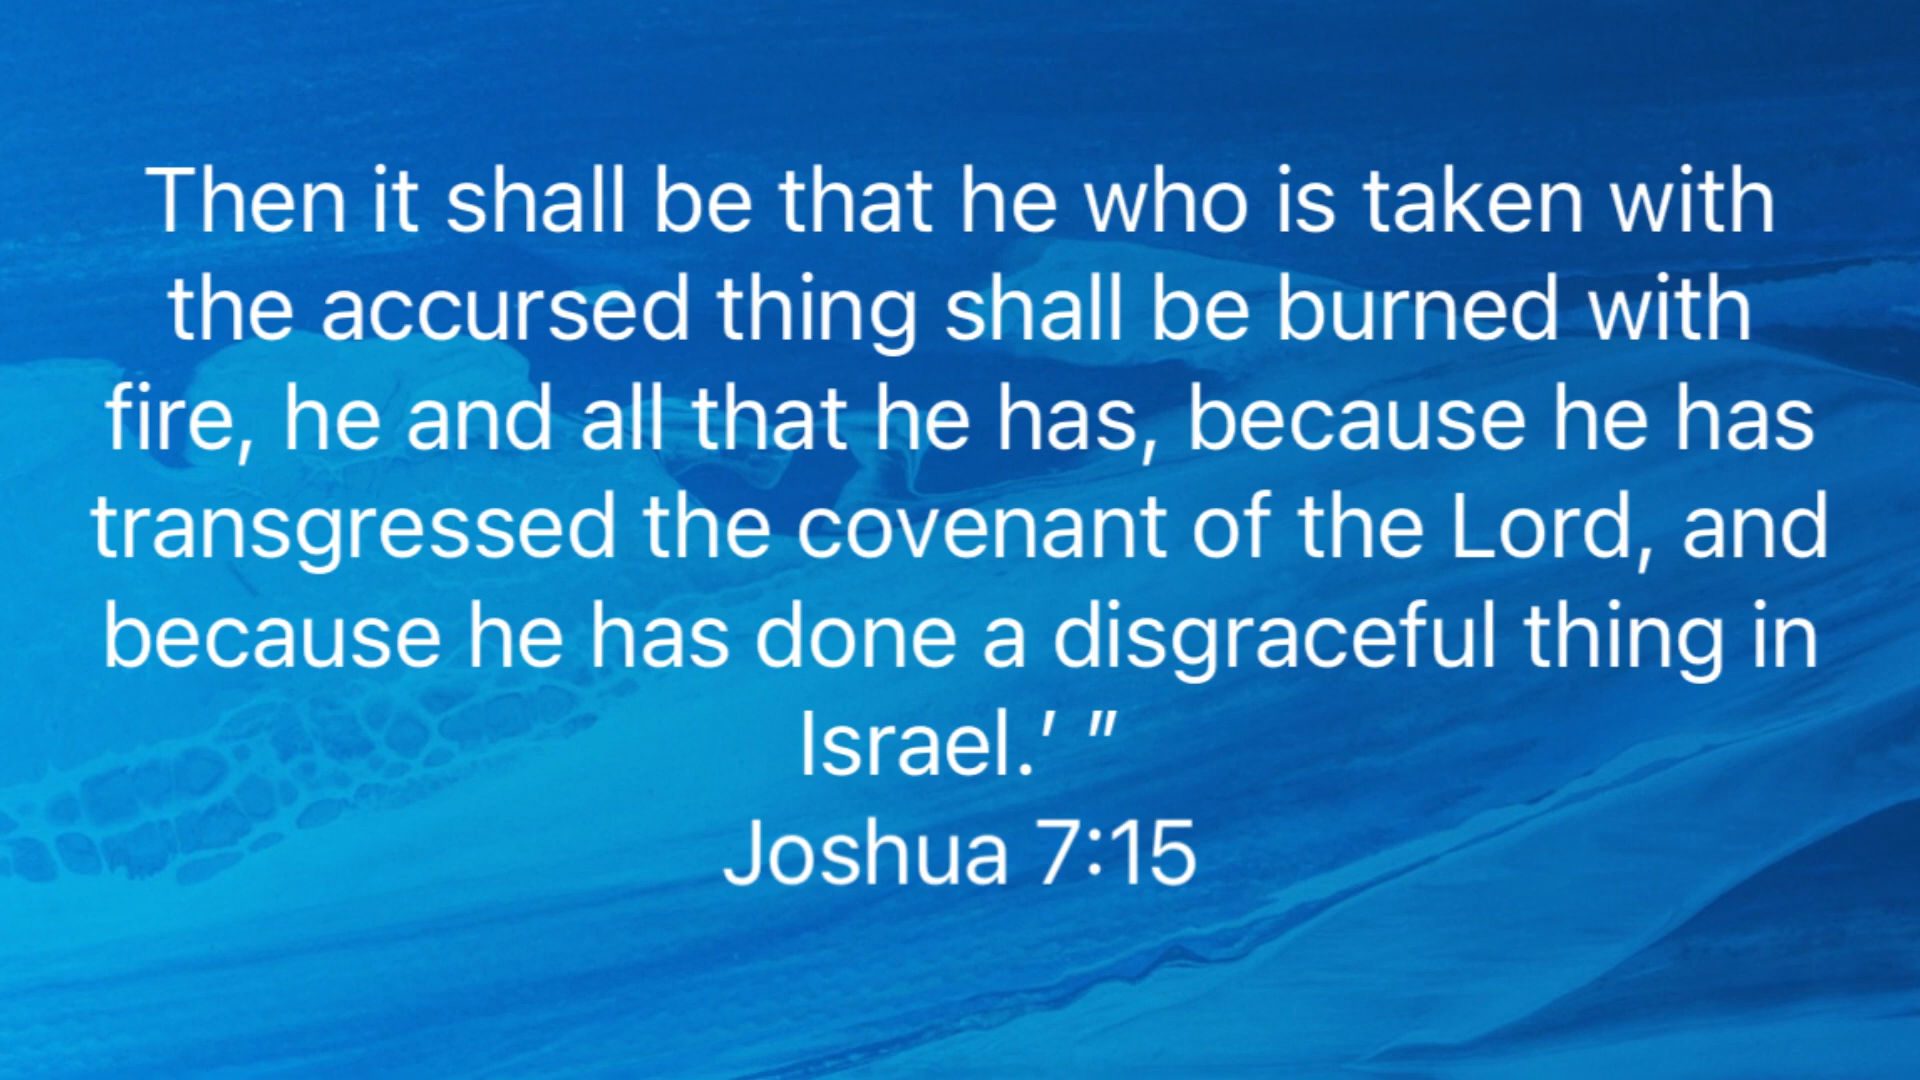 Then it shall be that he who is taken with
the accursed thing shall be burned with
fire, he and all that he has, because he has
transgressed the covenant of the Lord, and
because he has done a disgraceful thing in
Israel.’ ”
Joshua 7:15